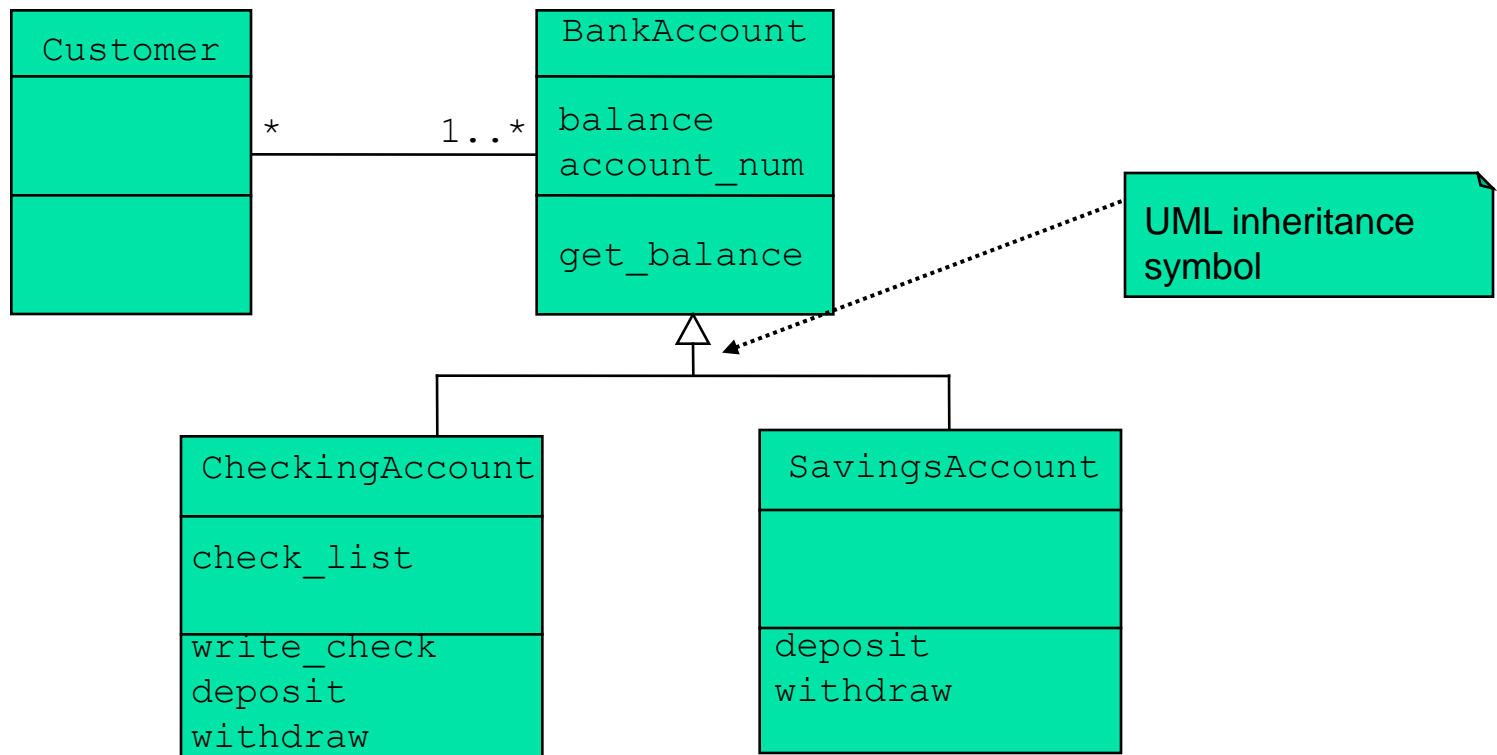 Customer
BankAccount
* 1..*
balance
account_num
get_balance
UML inheritance
symbol
CheckingAccount
check_list
write_check
deposit
withdraw
SavingsAccount
deposit
withdraw